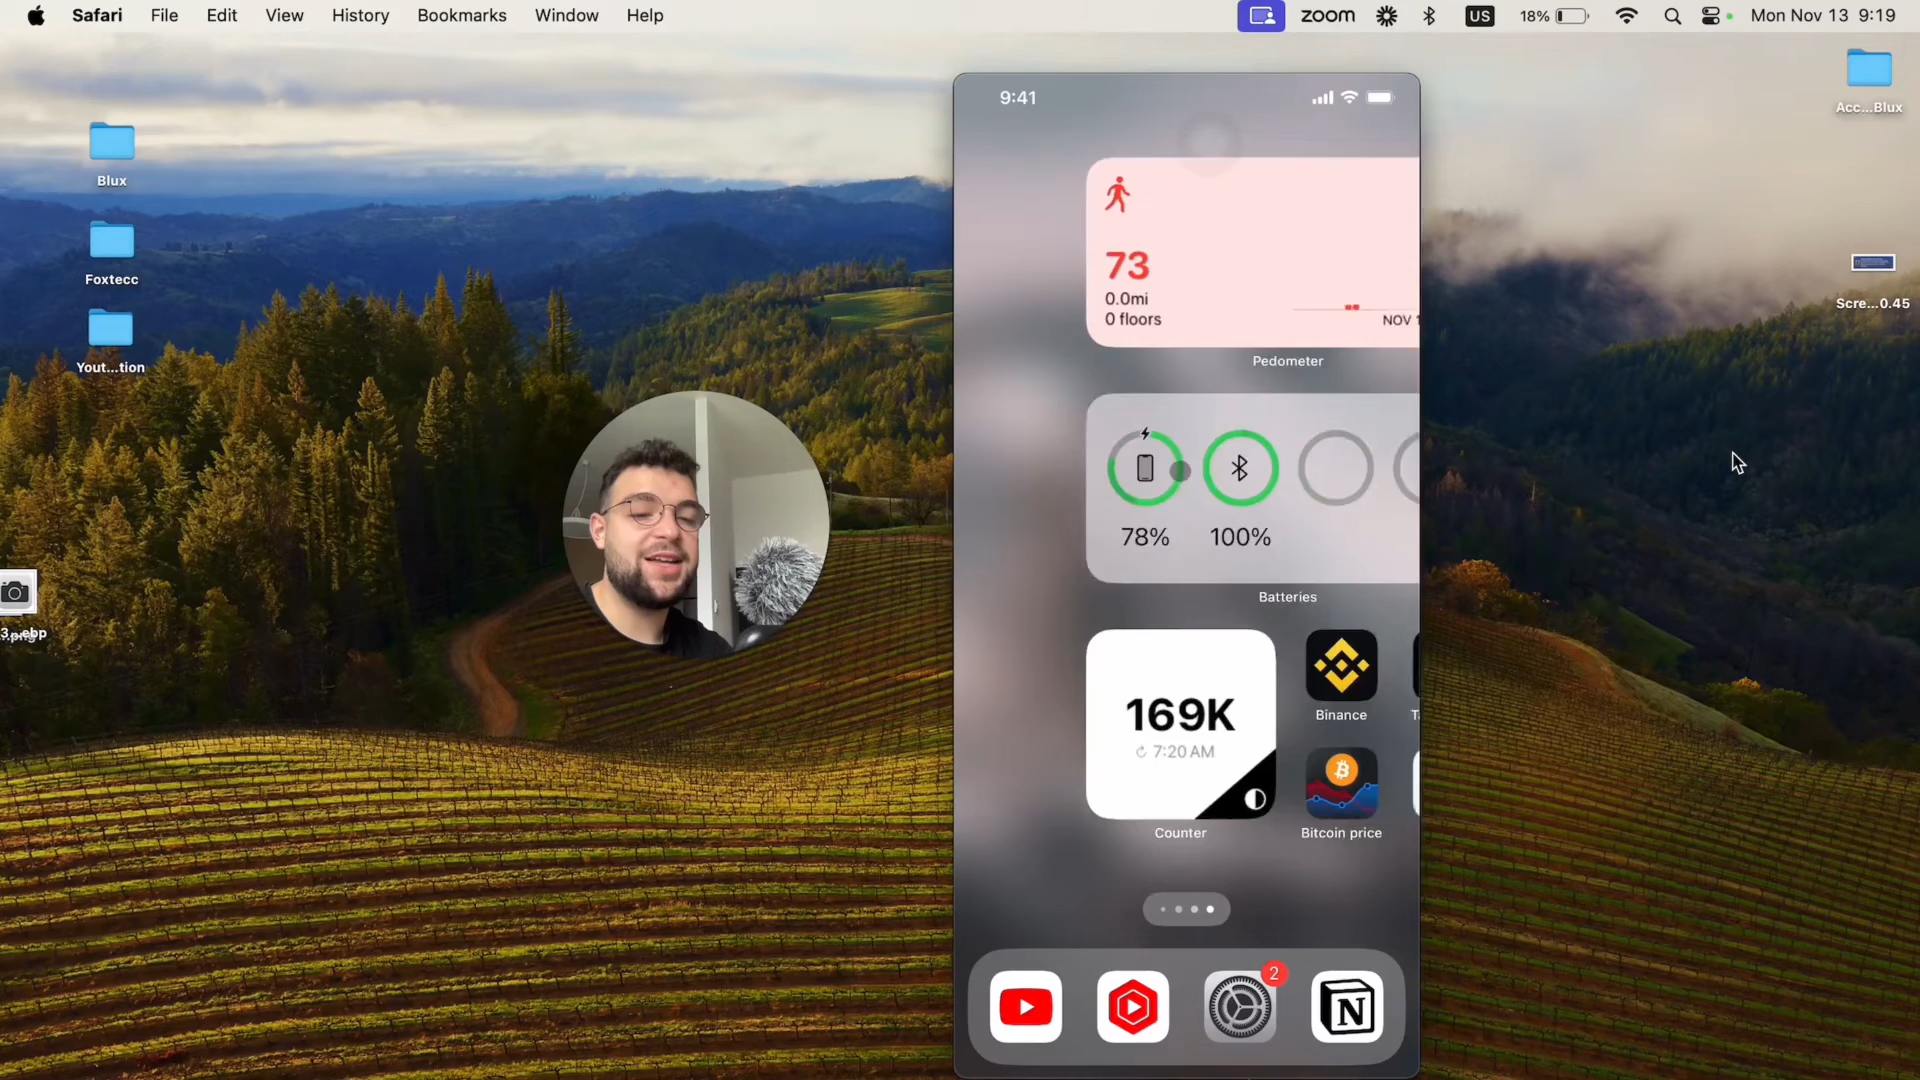 Safari File Edit View History Bookmarks Window Help
zoom US 18% Mon Nov 13 9:19
Blux
Foxtecc
Yout...tion
Acc...Blux
Scre...0.45
9:41
73
0.0mi
0 floors
NOV 1
Pedometer
78% 100%
Batteries
169K
7:20 AM
Counter
Binance
Bitcoin price
2
N